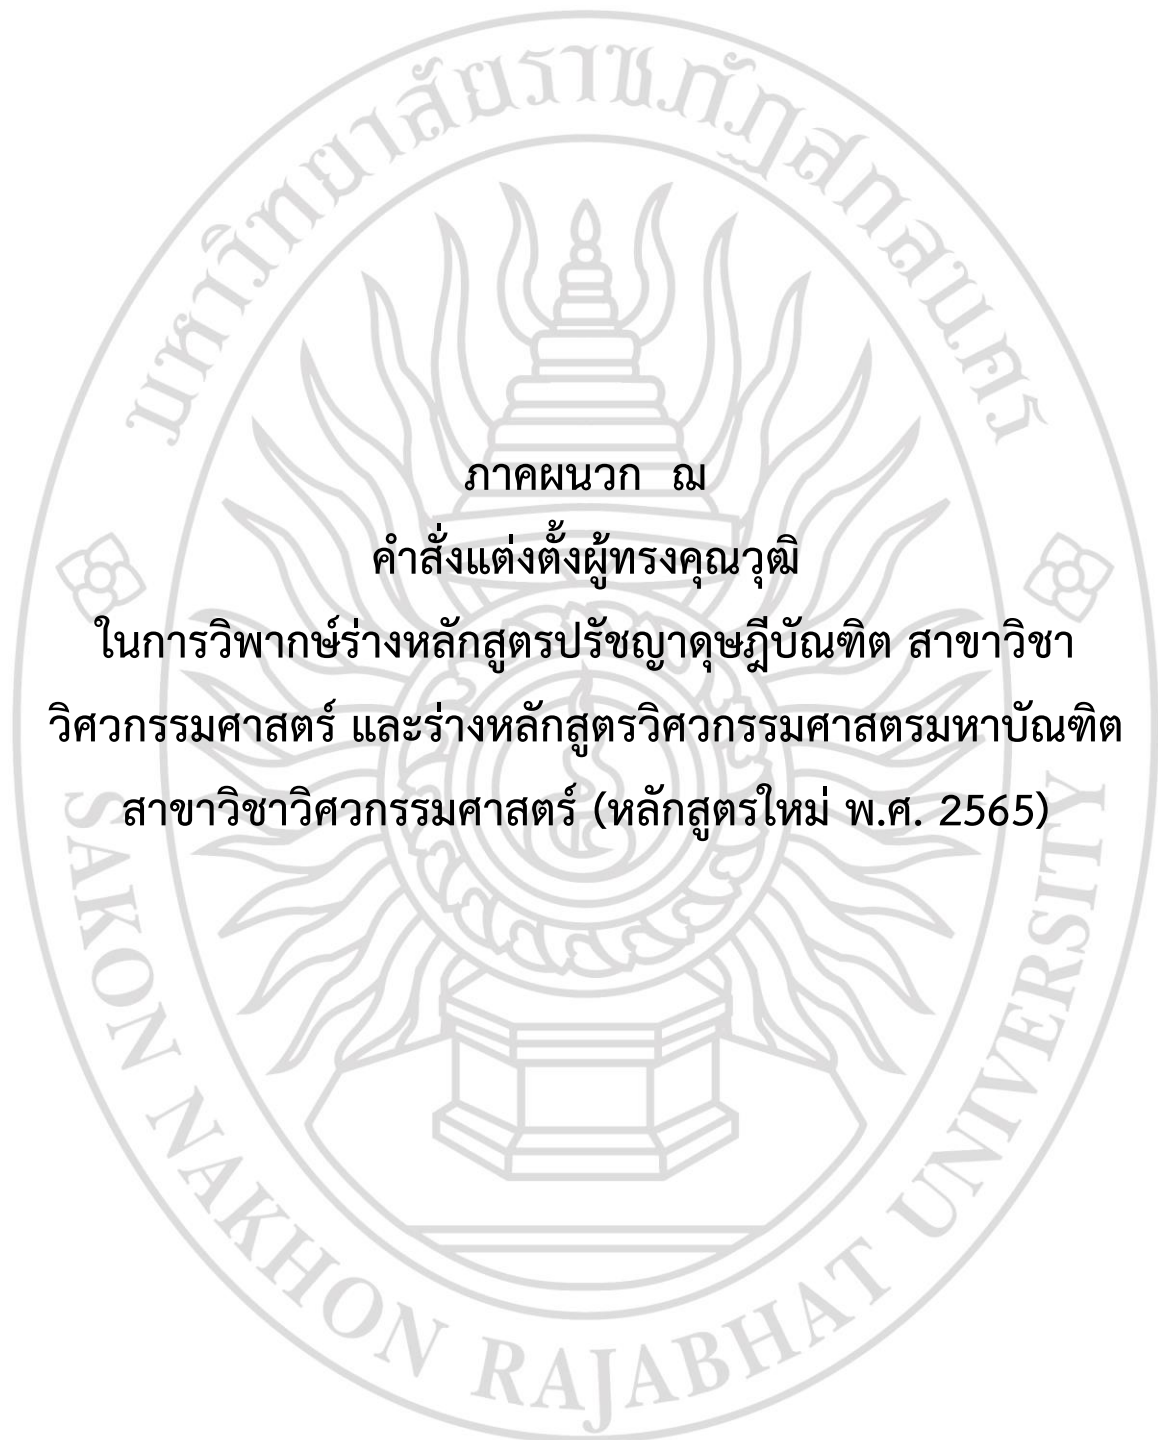 มหาวิทยาลัยราชภัฏสกลนคร
ภาคผนวก ฌ
คำสั่งแต่งตั้งผู้ทรงคุณวุฒิ
ในการวิพากษ์ร่างหลักสูตรปรัชญาดุษฎีบัณฑิต สาขาวิชา
วิศวกรรมศาสตร์ และร่างหลักสูตรวิศวกรรมศาสตรมหาบัณฑิต
สาขาวิชาวิศวกรรมศาสตร์ (หลักสูตรใหม่ พ.ศ. 2565)
SAKON NAKHON RAJABHAT UNIVERSITY